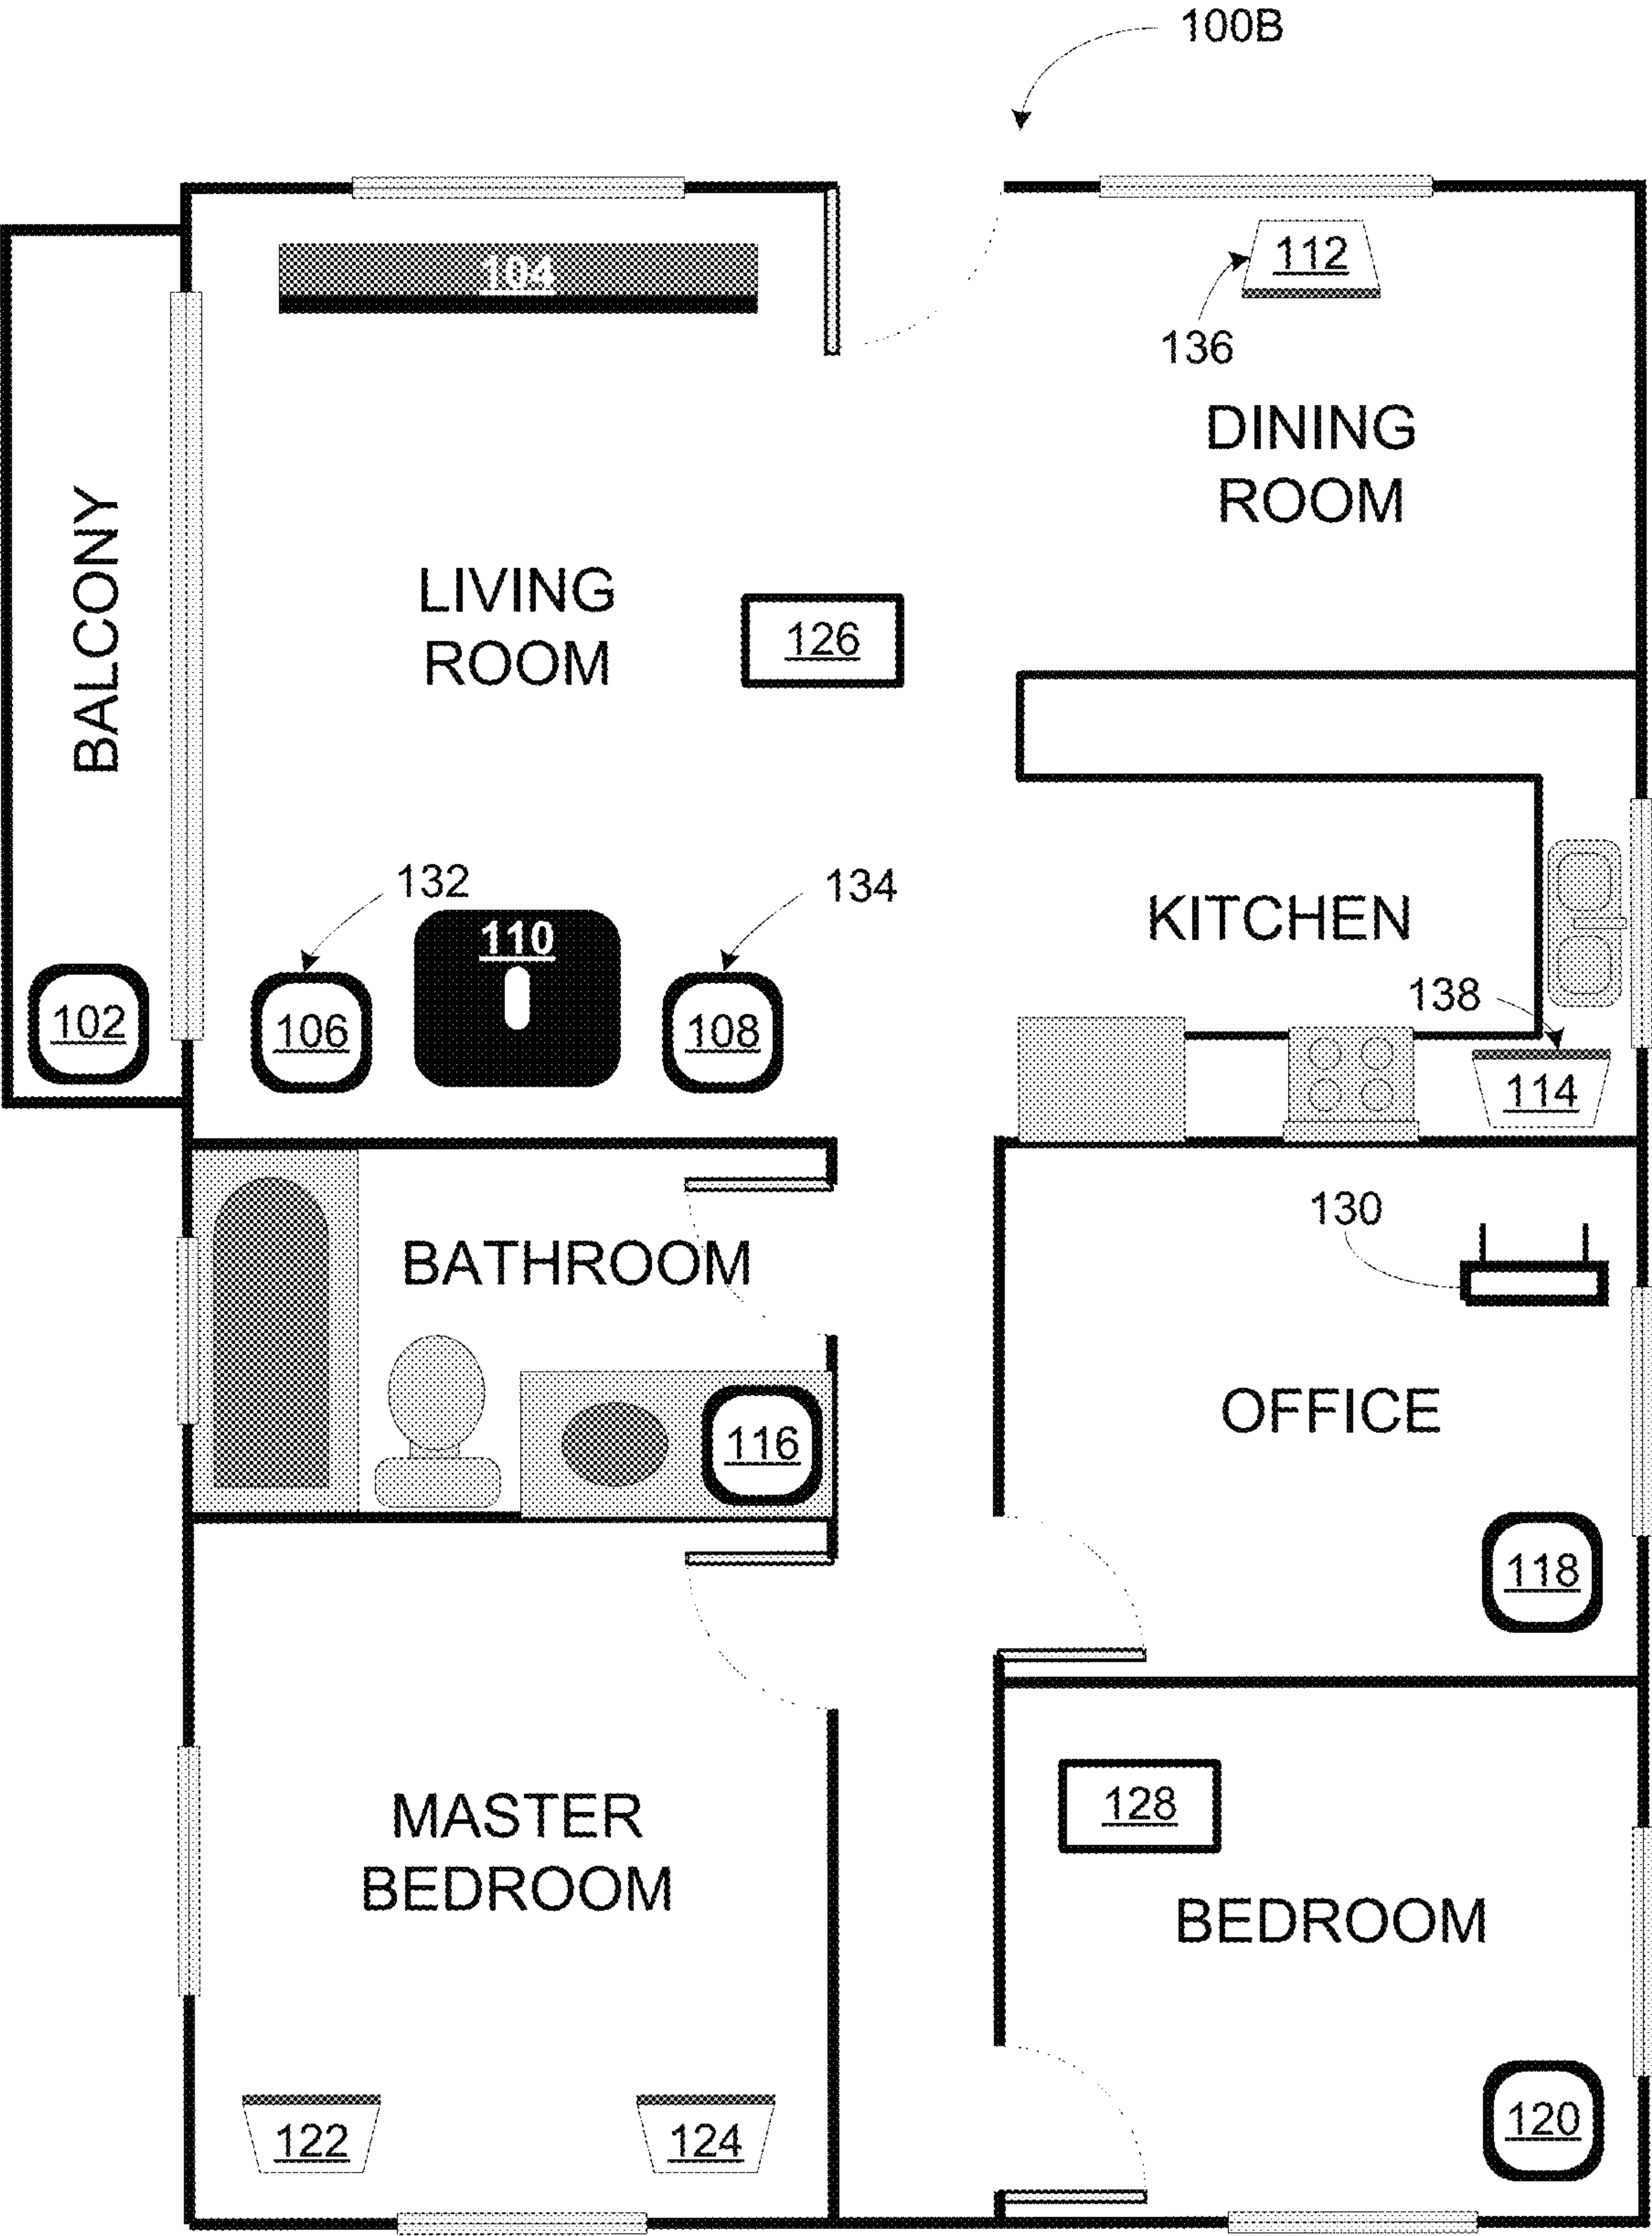 100B
104
112
136
DINING
ROOM
BALCONY
LIVING
ROOM
126
132
134
110
KITCHEN
102
106
108
138
114
130
BATHROOM
OFFICE
116
118
MASTER
BEDROOM
128
BEDROOM
122
124
120